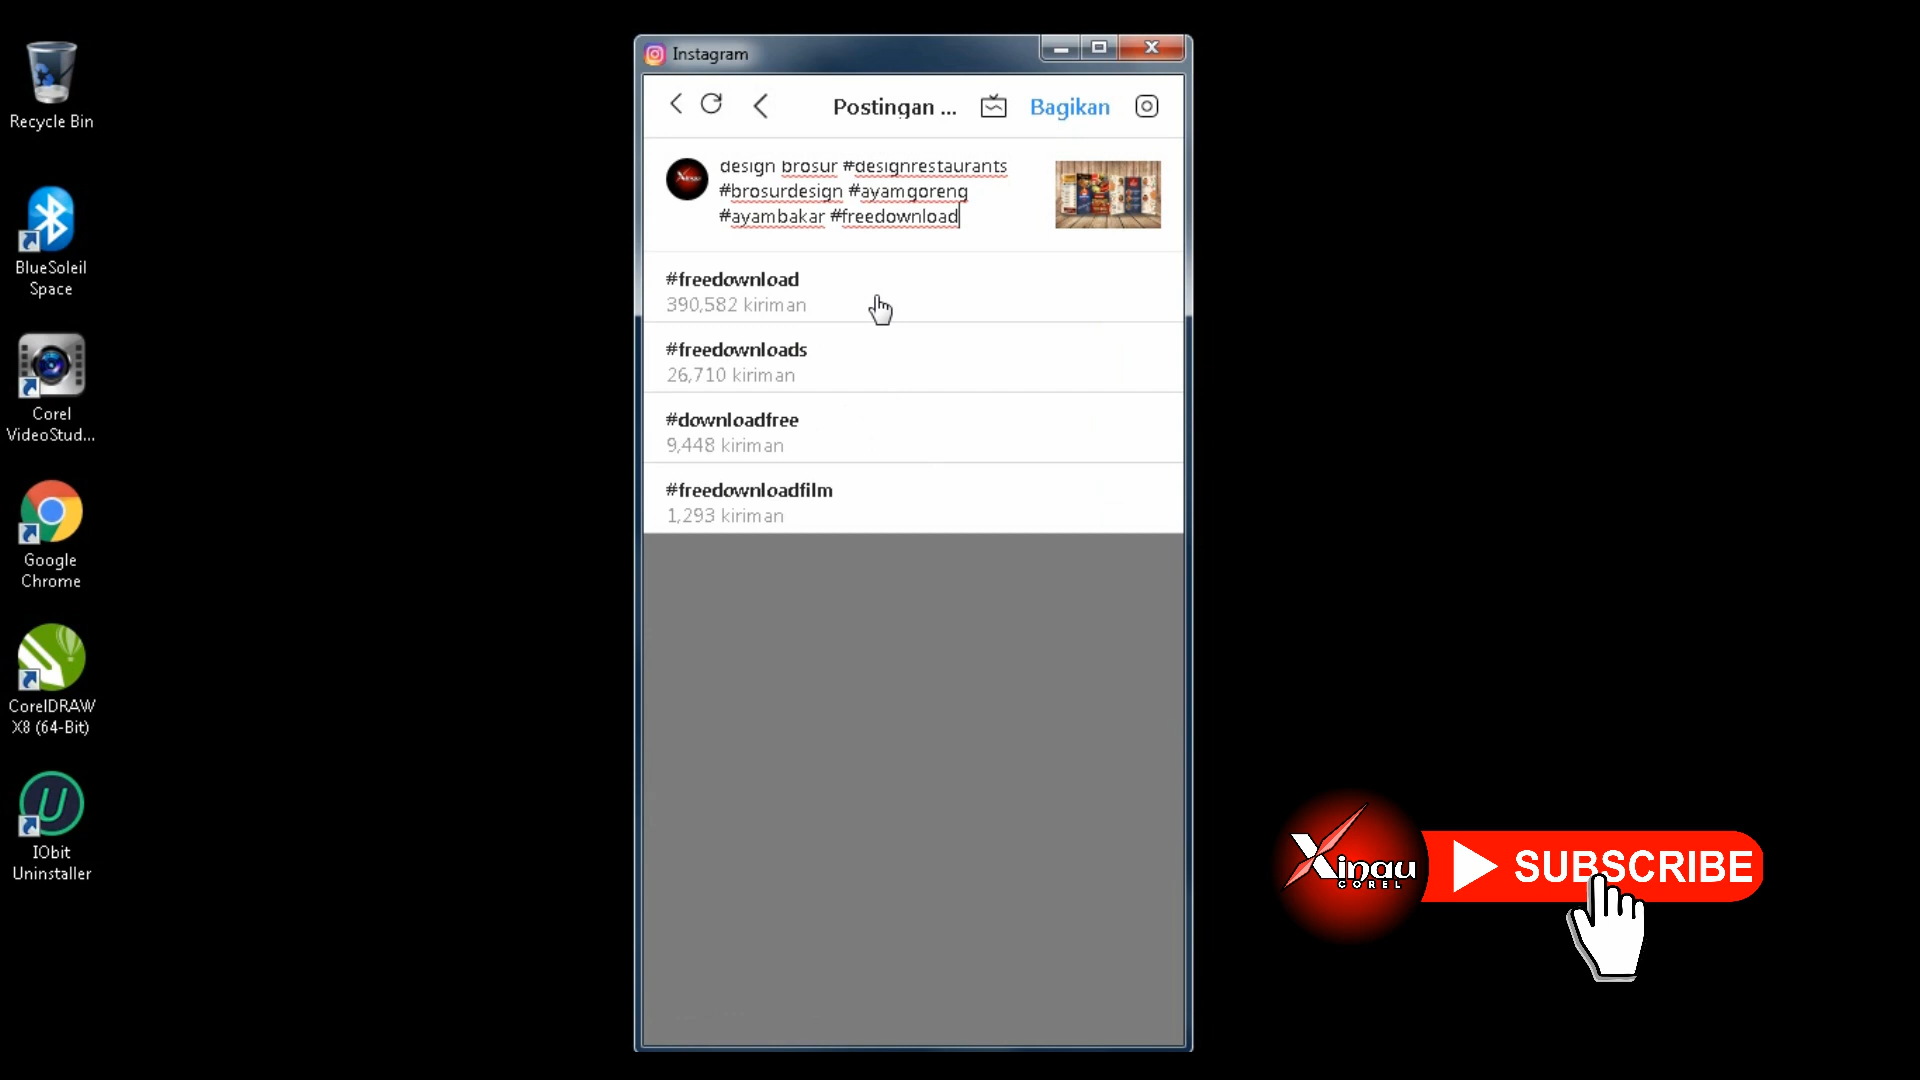 Recycle Bin
BlueSoleil
Space
Corel
VideoStud...
Google
Chrome
CorelDRAW
X8 (64-Bit)
IObit
Uninstaller
Instagram
Postingan ...
Bagikan
design brosur #designrestaurants
#brosurdesign #ayamgoreng
#ayambakar #freedownload
#freedownload
390,582 kiriman
#freedownloads
26,710 kiriman
#downloadfree
9,448 kiriman
#freedownloadfilm
1,293 kiriman
Xinau
COREL
SUBSCRIBE